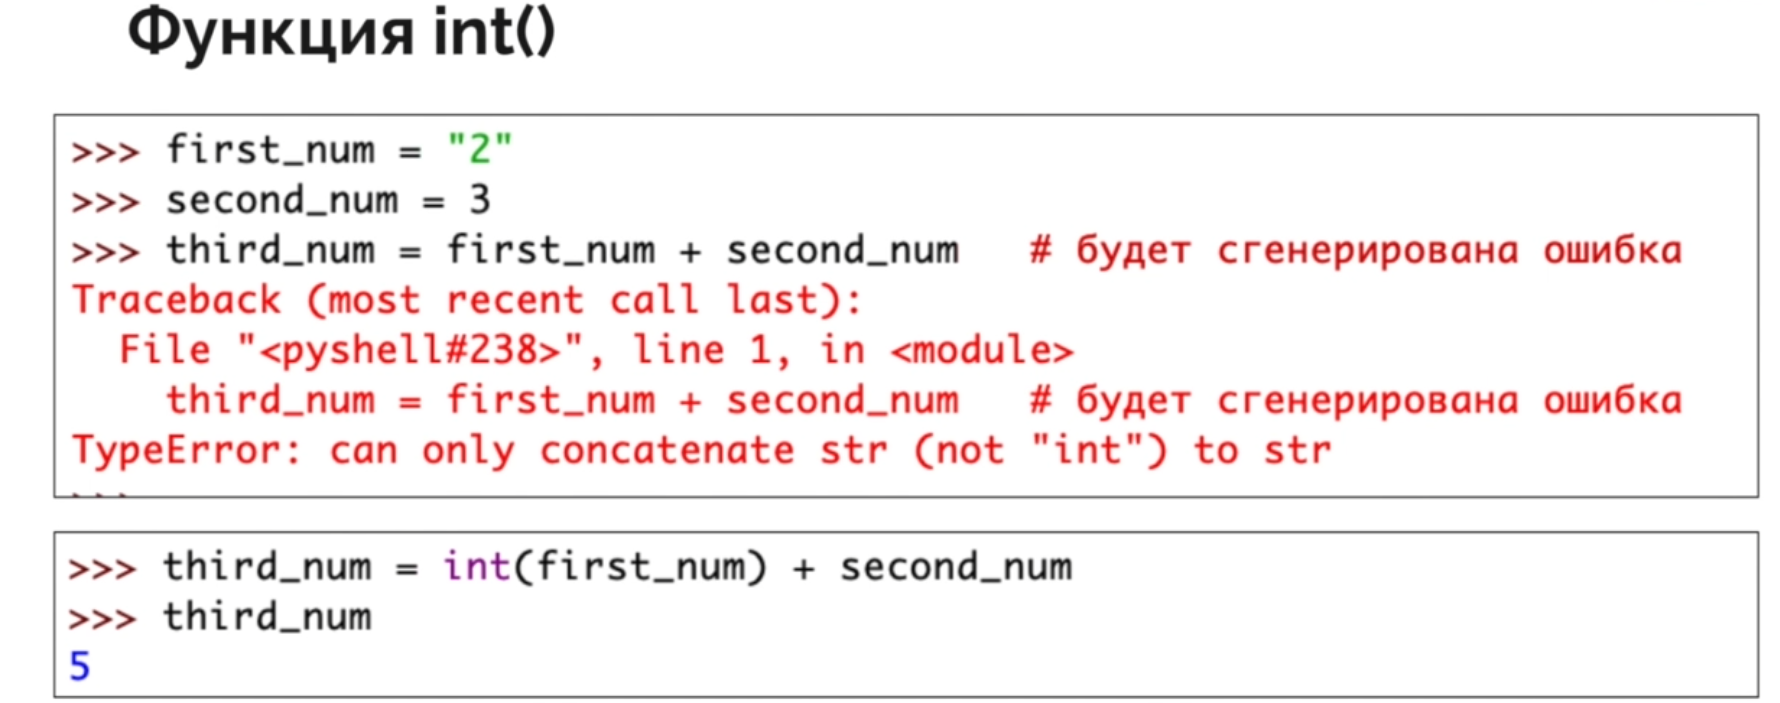 Функция int()
>>> first_num = "2"
>>> second_num = 3
>>> third_num = first_num + second_num   # будет сгенерирована ошибка
Traceback (most recent call last):
  File "<pyshell#238>", line 1, in <module>
    third_num = first_num + second_num   # будет сгенерирована ошибка
TypeError: can only concatenate str (not "int") to str
>>> third_num = int(first_num) + second_num
>>> third_num
5